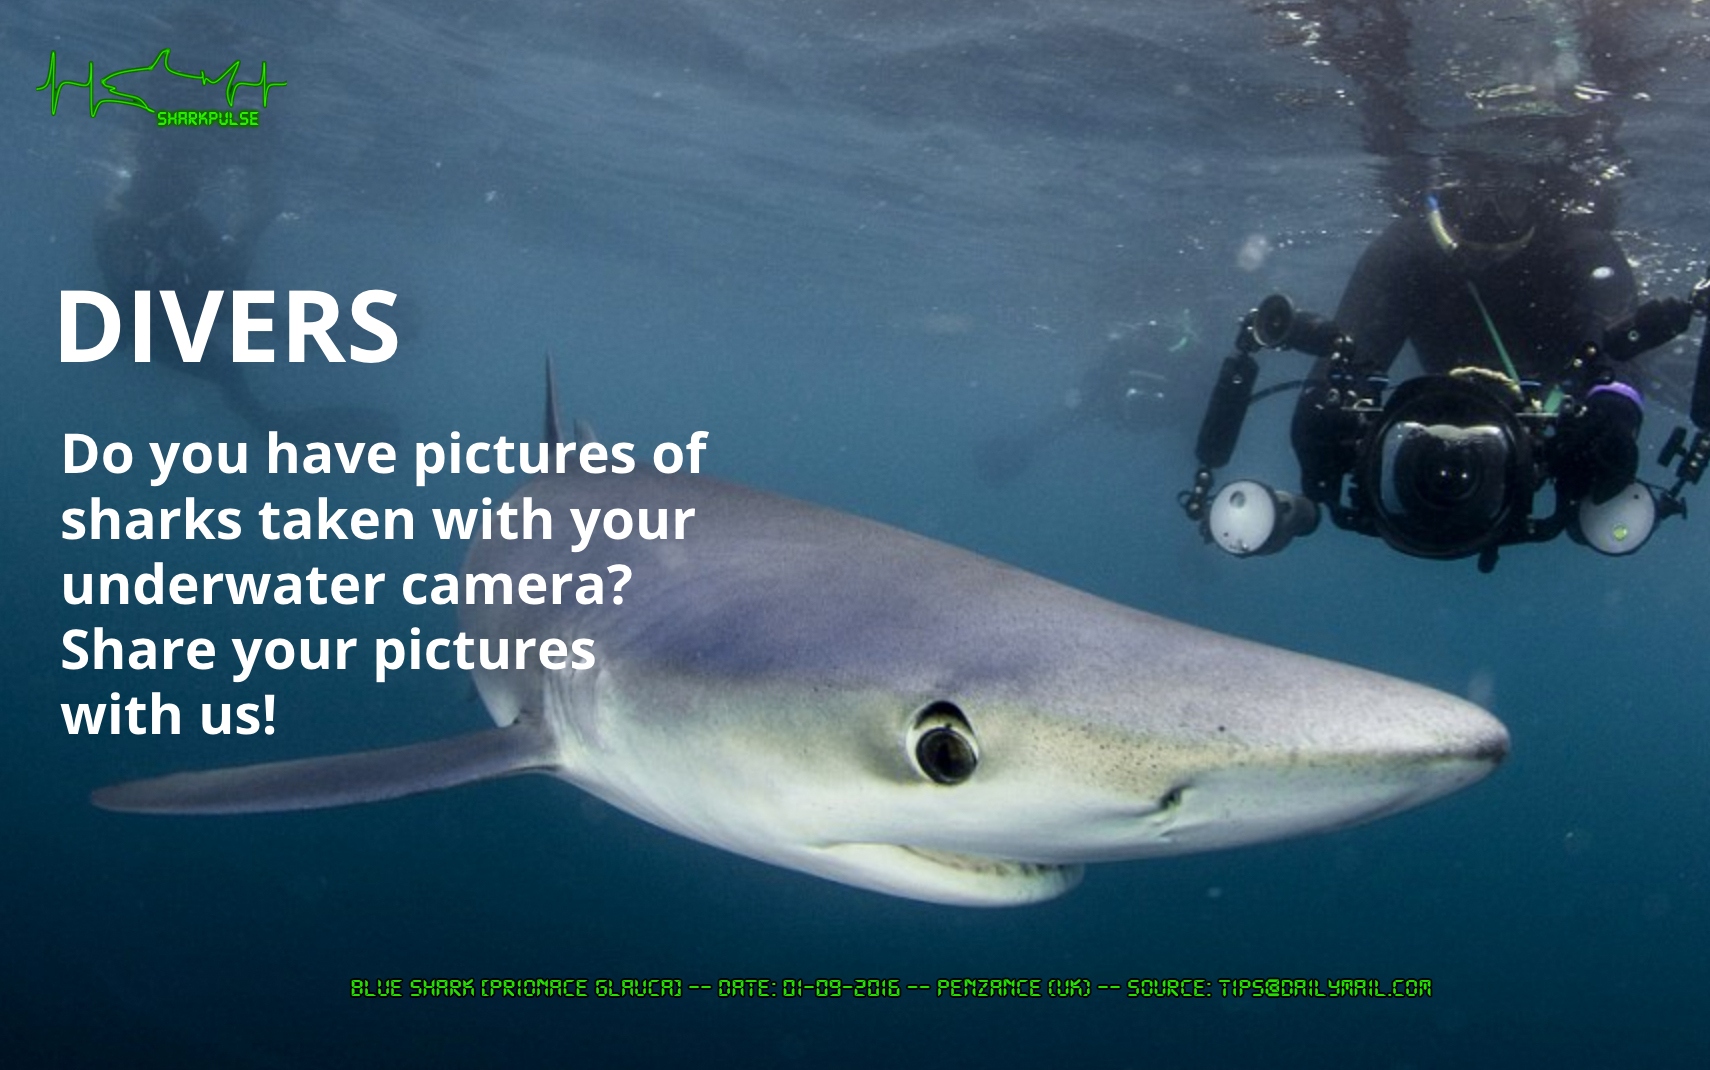 SHARKPULSE
DIVERS
Do you have pictures of
sharks taken with your
underwater camera?
Share your pictures
with us!
BLUE SHARK (PRIONACE GLAUCA) -- DATE: 01-09-2016 -- PENZANCE (UK) -- SOURCE: TIPS@DAILYMAIL.COM